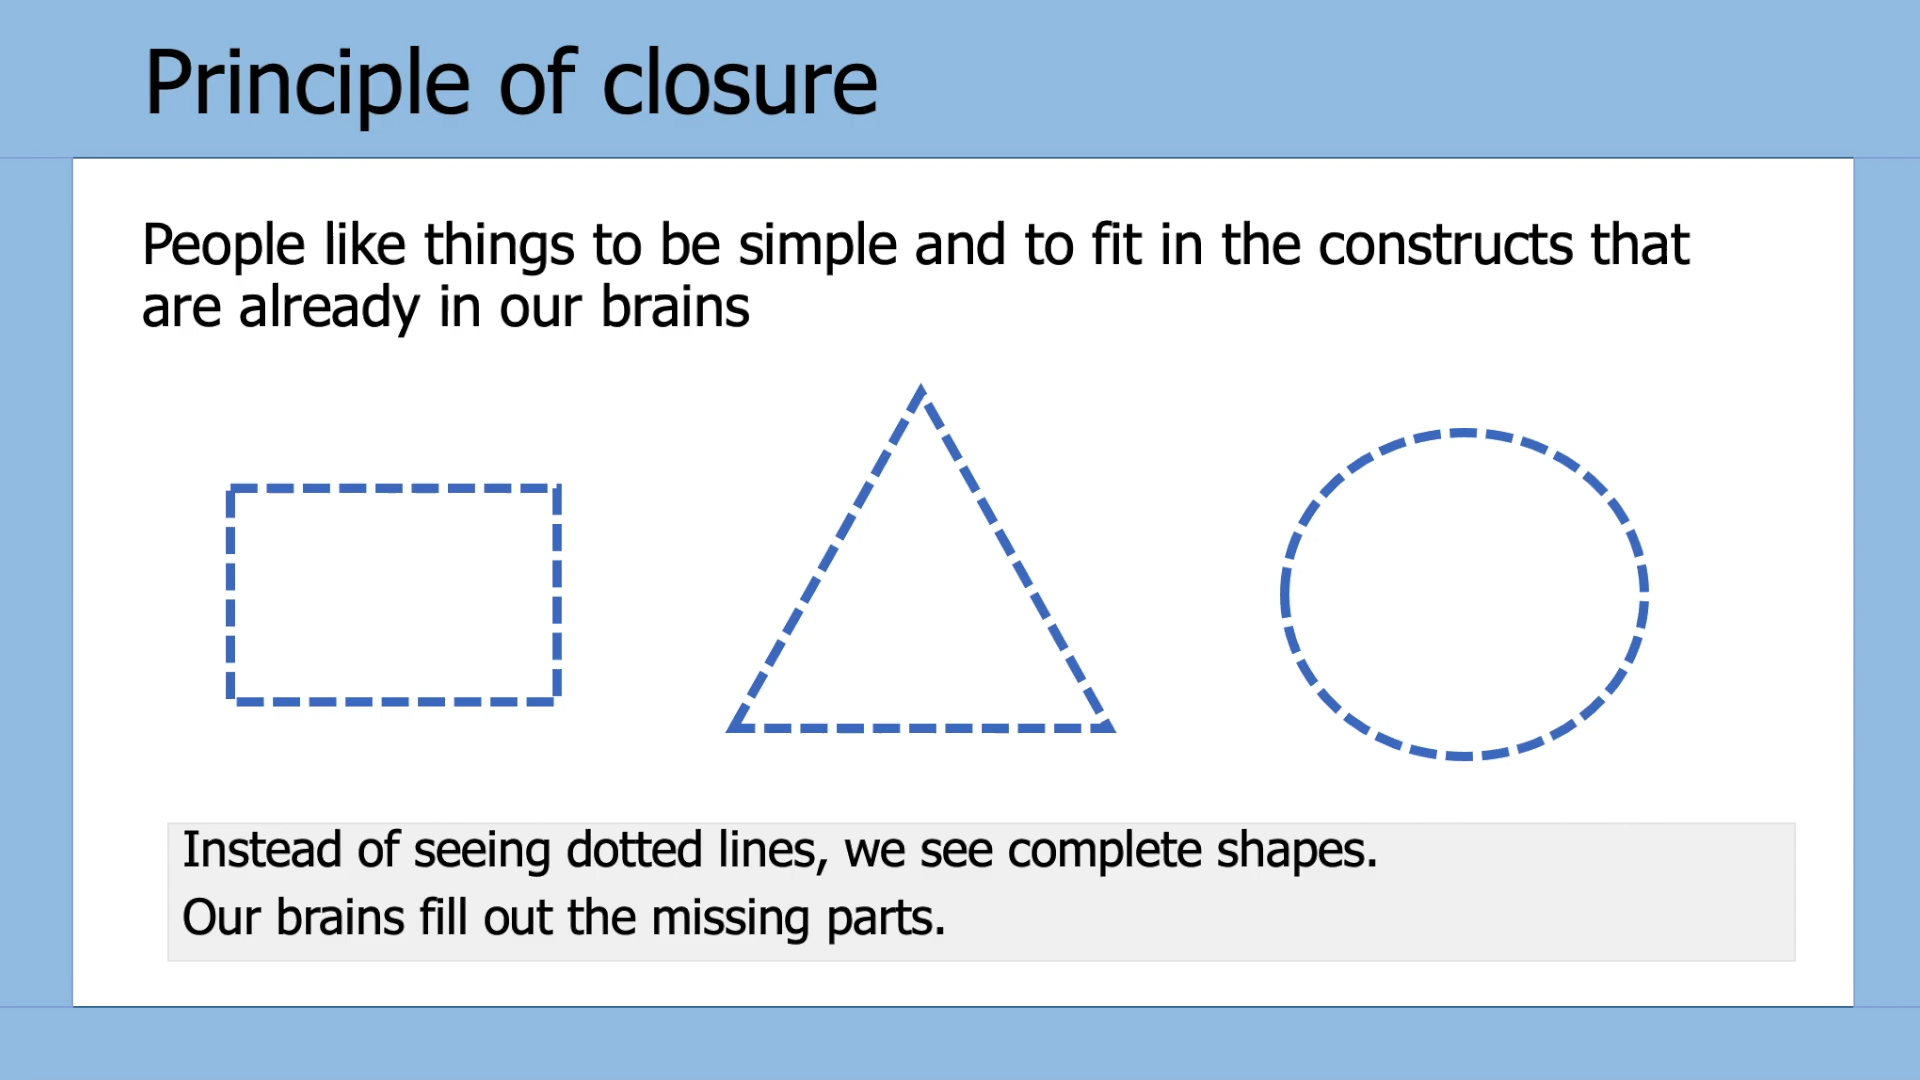 Principle of closure
People like things to be simple and to fit in the constructs that
are already in our brains
Instead of seeing dotted lines, we see complete shapes.
Our brains fill out the missing parts.